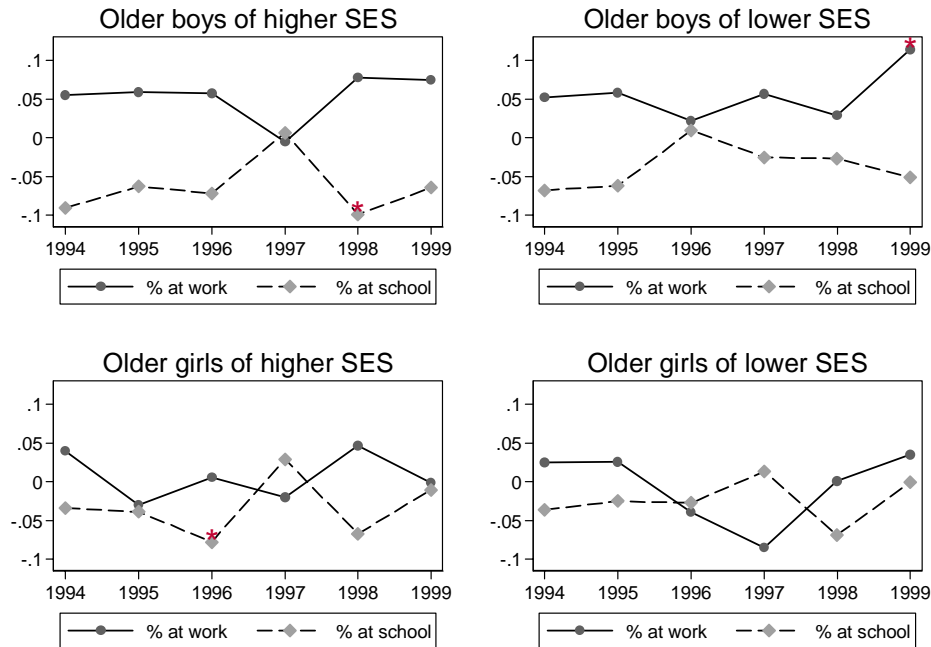 Older boys of higher SES
.1
.05
0
-.05
-.1
1994 1995 1996 1997 1998 1999
% at work % at school
Older boys of lower SES
*
.1
.05
0
-.05
-.1
1994 1995 1996 1997 1998 1999
% at work % at school
Older girls of higher SES
.1
.05
0
-.05
-.1
1994 1995 1996 1997 1998 1999
% at work % at school
Older girls of lower SES
.1
.05
0
-.05
-.1
1994 1995 1996 1997 1998 1999
% at work % at school